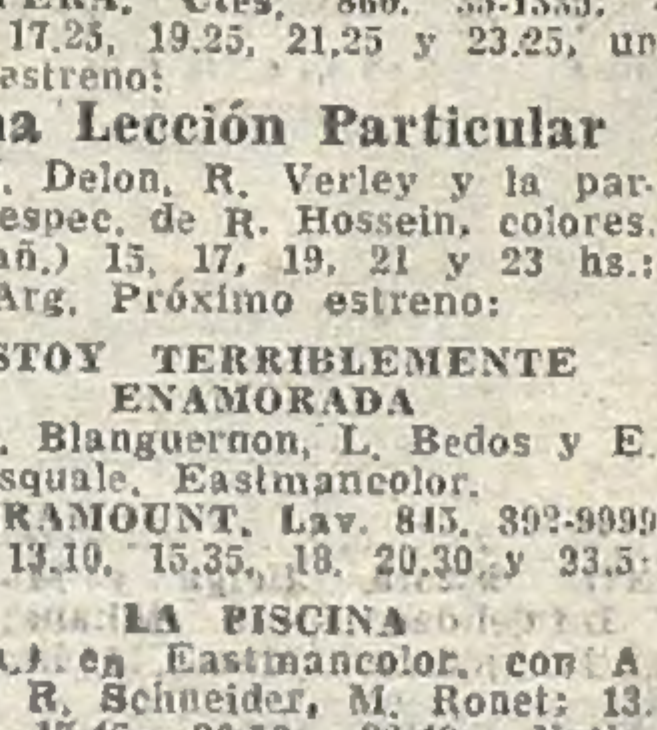 17.25, 19.25, 21,25 y 23.25, un
astreno:
na Lección Particular
. Delon, R. Verley y la par-
espec. de R. Hossein, colores.
añ.) 15, 17, 19, 21 y 23 hs.:
Arg. Próximo estreno:
STOY TERRIBLEMENTE
ENAMORADA
. Blanguernon, L. Bedos y E.
squale. Eastmancolor.
RAMOUNT. Lav. 845. 392-9999
13.10, 15.35, 18, 20.30 y 23.5
LA PISCINA
en Eastmancolor, con A
R. Schneider, M. Ronet: 13.